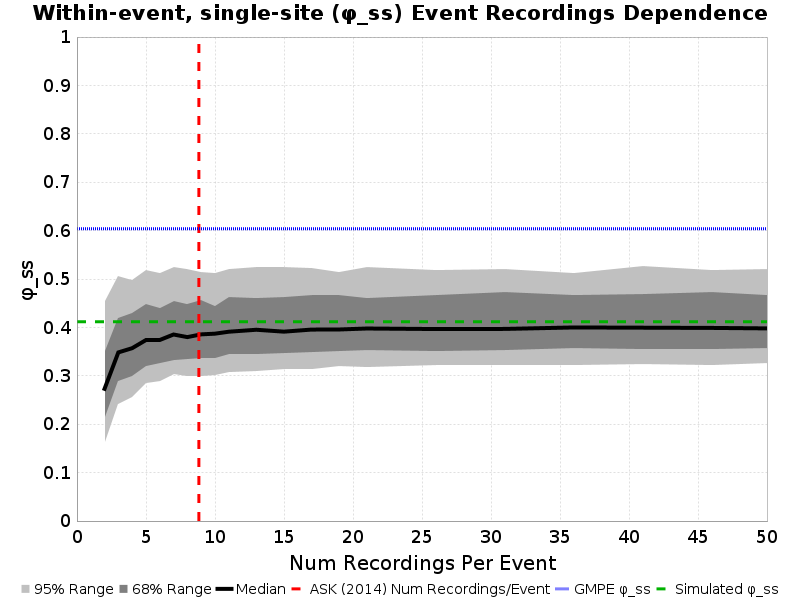 Within-event, single-site (φ_ss) Event Recordings Dependence
1
0.9
0.8
0.7
0.6
0.5
0.4
0.3
0.2
0.1
0
φ_ss
0 5 10 15 20 25 30 35 40 45 50
Num Recordings Per Event
95% Range 68% Range Median ASK (2014) Num Recordings/Event GMPE φ_ss Simulated φ_ss